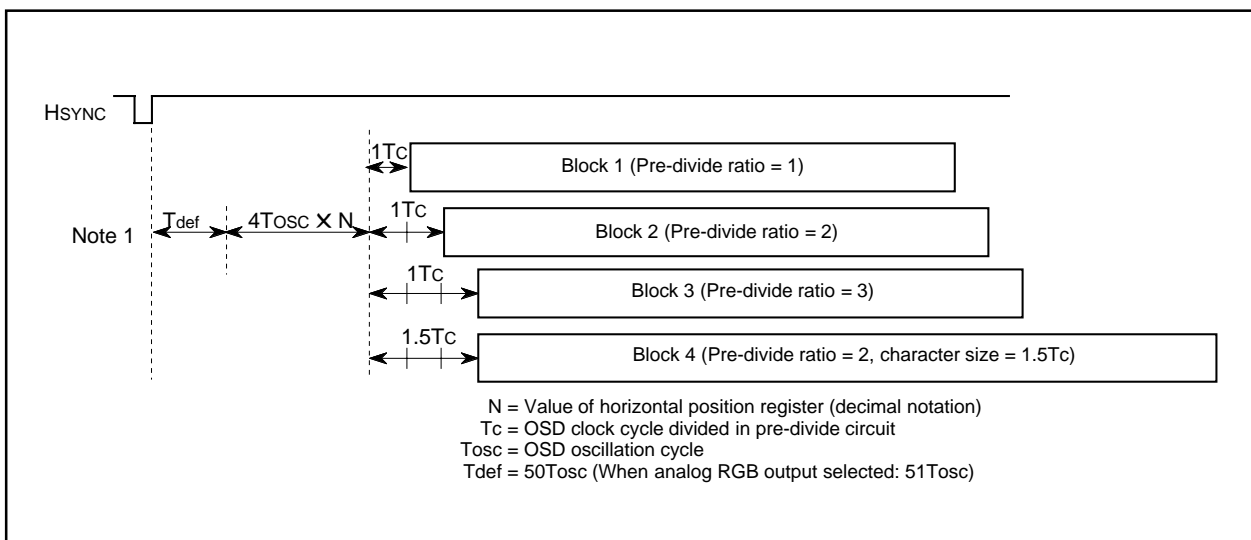 HSYNC
1TC
Block 1 (Pre-divide ratio = 1)
Note 1
Tdef
4TOSC × N
1TC
Block 2 (Pre-divide ratio = 2)
1TC
Block 3 (Pre-divide ratio = 3)
1.5TC
Block 4 (Pre-divide ratio = 2, character size = 1.5Tc)
N = Value of horizontal position register (decimal notation)
Tc = OSD clock cycle divided in pre-divide circuit
Tosc = OSD oscillation cycle
Tdef = 50Tosc (When analog RGB output selected: 51Tosc)